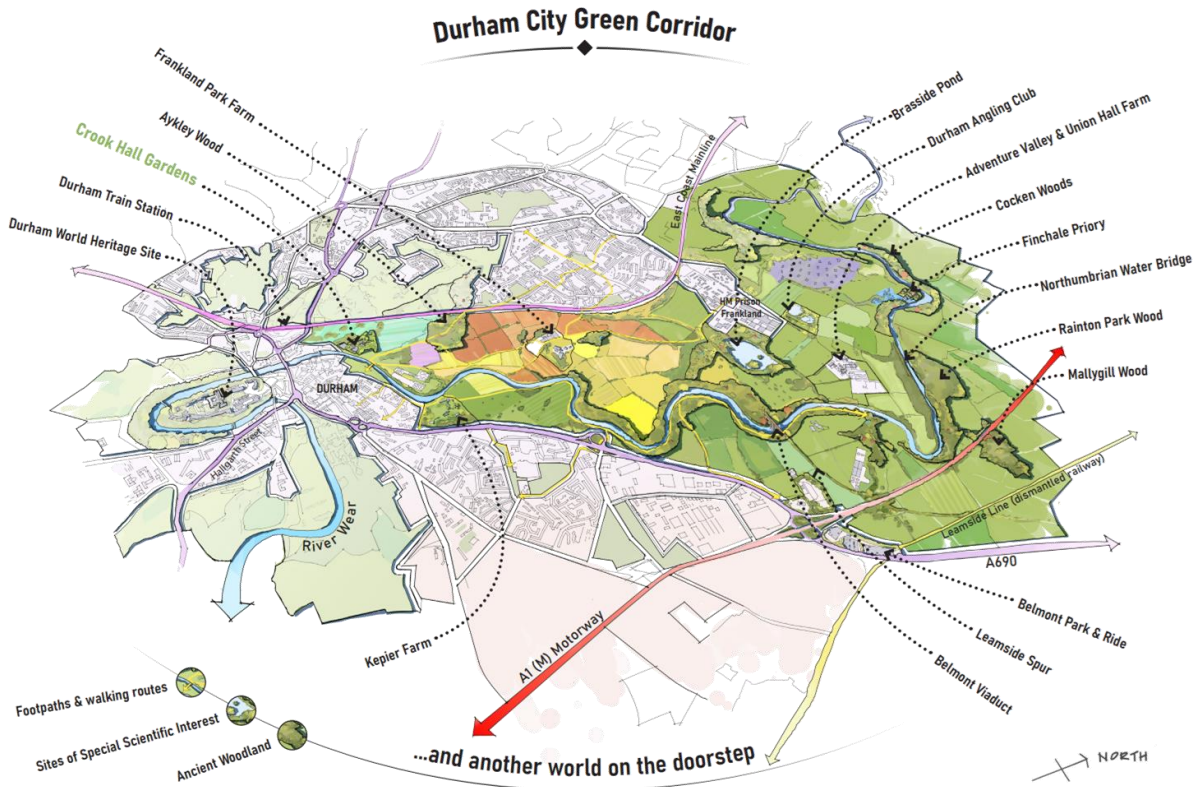 Durham City Green Corridor
Frankland Park Farm
Aykley Wood
Crook Hall Gardens
Durham Train Station
Durham World Heritage Site
East Coast Mainline
Brasside Pond
Durham Angling Club
Adventure Valley & Union Hall Farm
Cocken Woods
Finchale Priory
Northumbrian Water Bridge
Rainton Park Wood
Mallygill Wood
HM Prison
Frankland
DURHAM
Hallgarth Street
River Wear
Leamside Line (dismantled railway)
A690
A1 (M) Motorway
Kepier Farm
Belmont Park & Ride
Leamside Spur
Belmont Viaduct
Footpaths & walking routes
Sites of Special Scientific Interest
Ancient Woodland
...and another world on the doorstep
NORTH